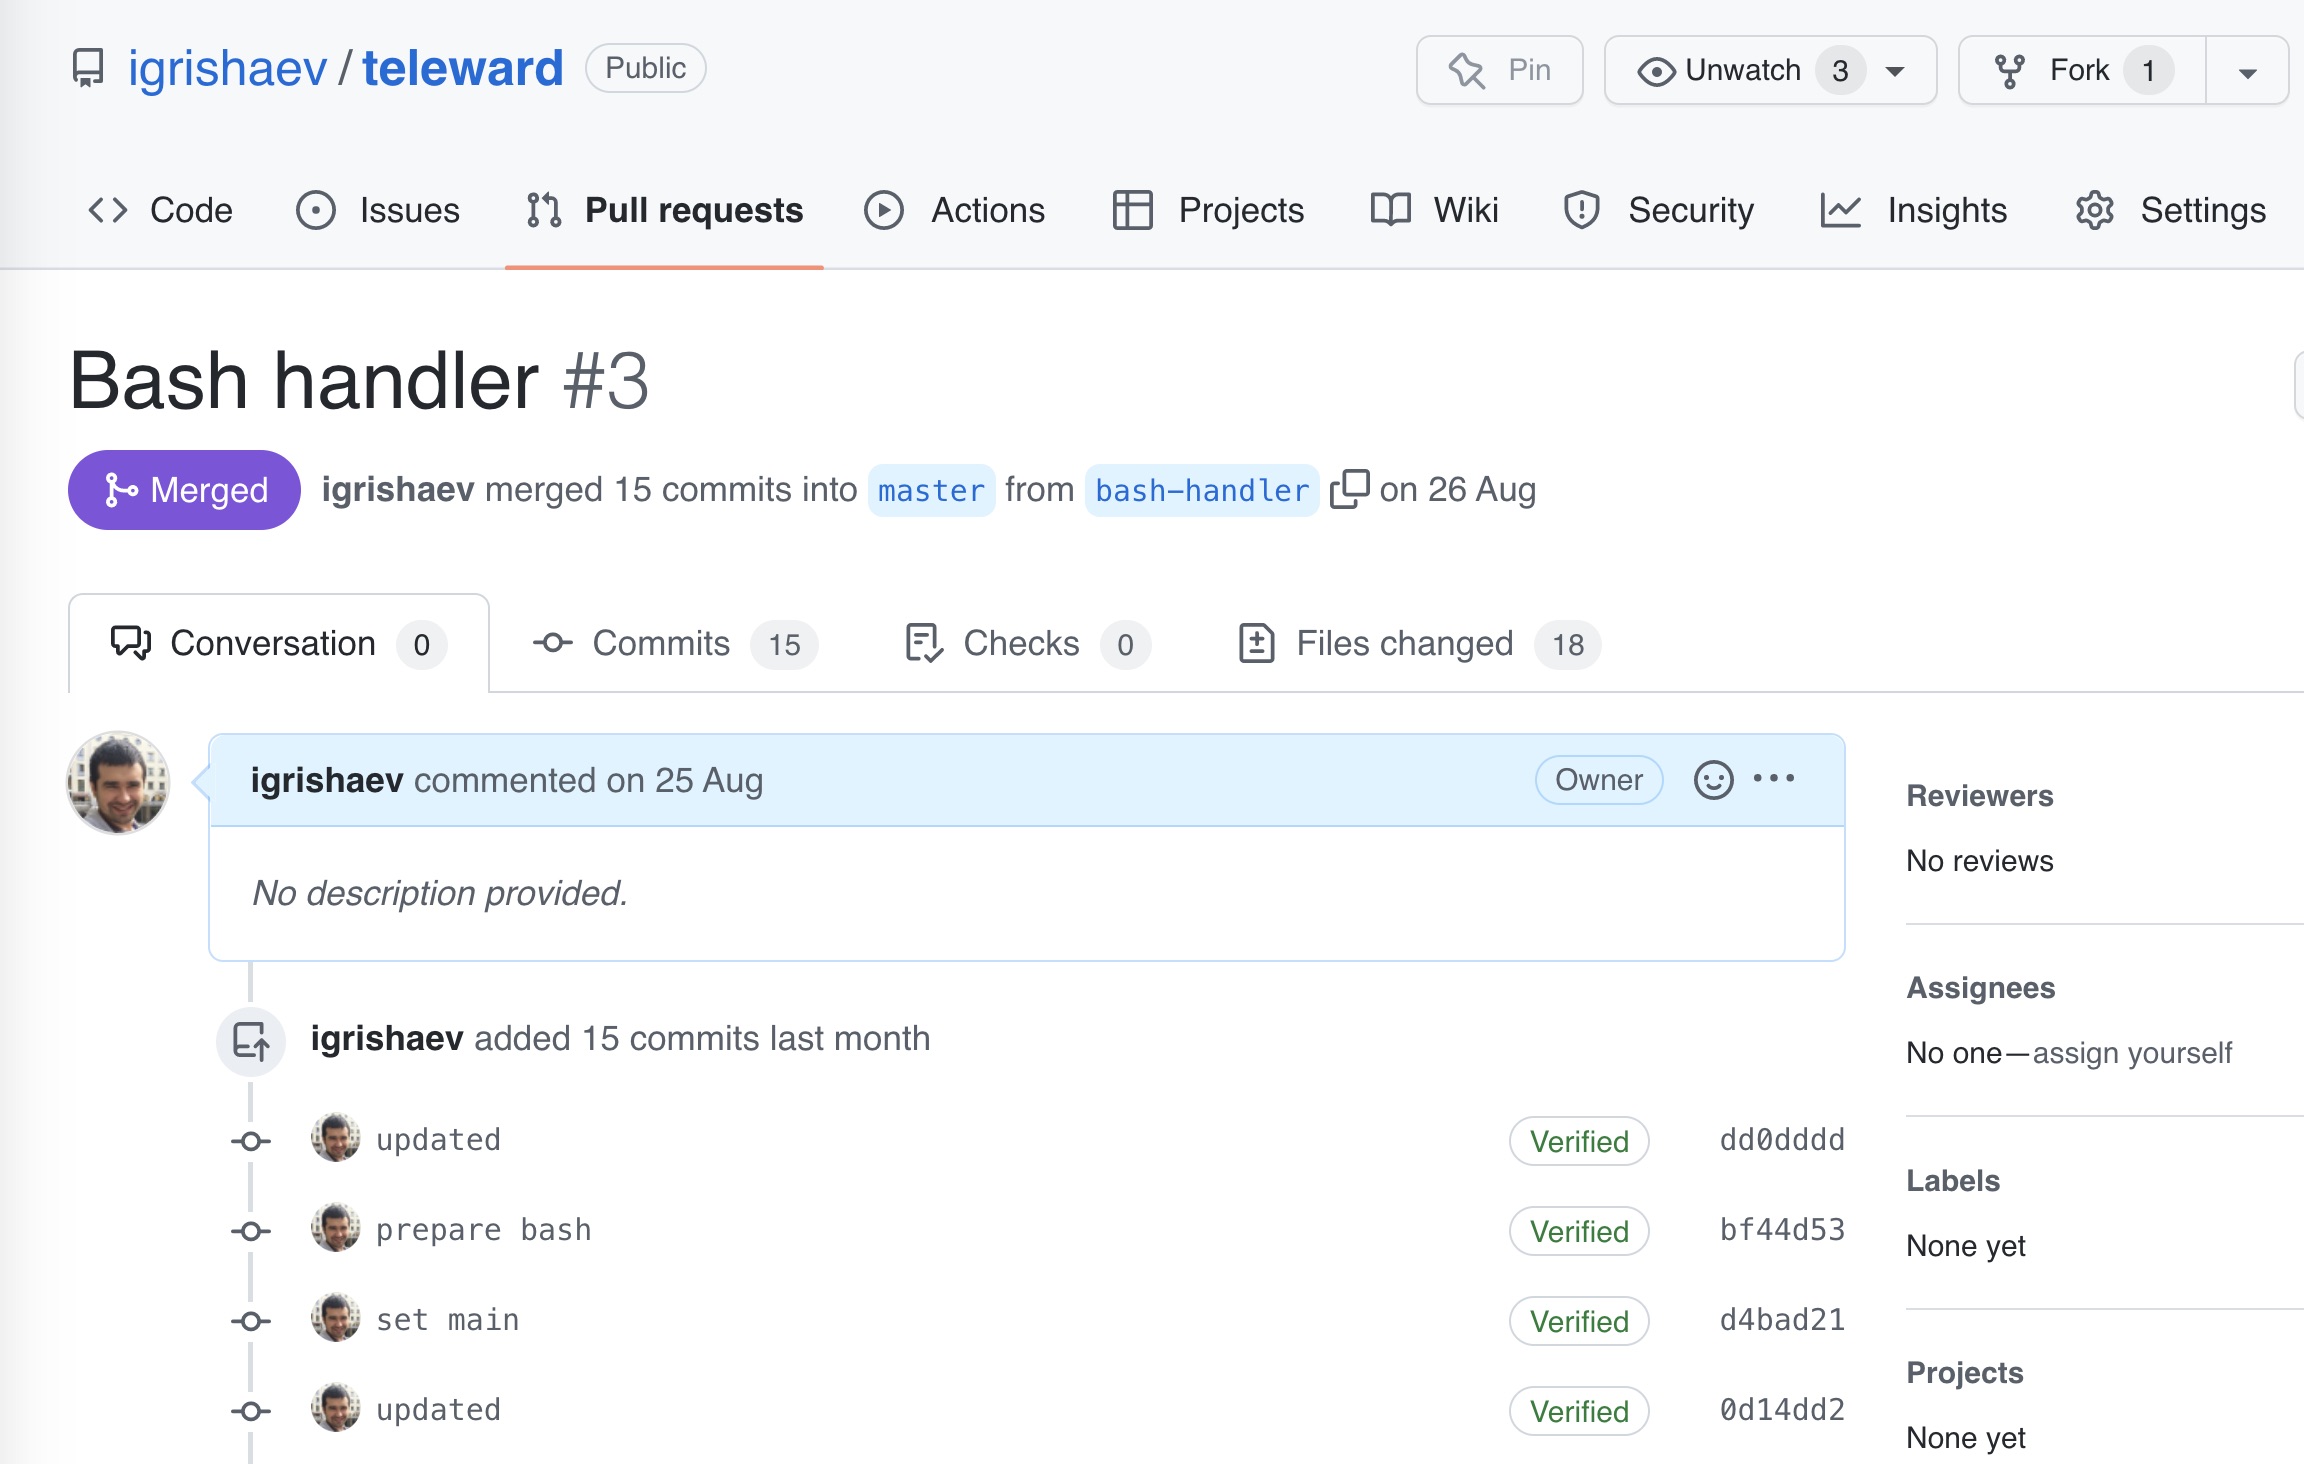 igrishaev / teleward Public Pin Unwatch 3 Fork 1
Code Issues Pull requests Actions Projects Wiki Security Insights Settings
Bash handler #3
Merged igrishaev merged 15 commits into master from bash-handler on 26 Aug
Conversation 0 Commits 15 Checks 0 Files changed 18
igrishaev commented on 25 Aug Owner
No description provided.
igrishaev added 15 commits last month
updated Verified dd0dddd
prepare bash Verified bf44d53
set main Verified d4bad21
updated Verified 0d14dd2
Reviewers
No reviews
Assignees
No one—assign yourself
Labels
None yet
Projects
None yet